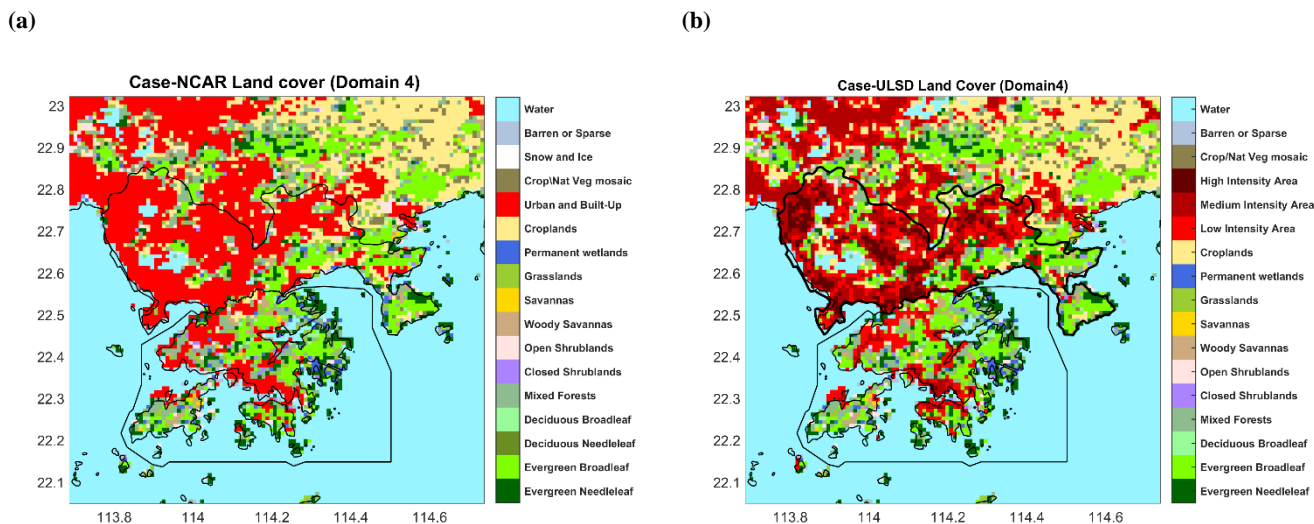 (a)
Case-NCAR Land cover (Domain 4)
23
22.9
22.8
22.7
22.6
22.5
22.4
22.3
22.2
22.1
113.8 114 114.2 114.4 114.6
Water
Barren or Sparse
Snow and Ice
Crop\Nat Veg mosaic
Urban and Built-Up
Croplands
Permanent wetlands
Grasslands
Savannas
Woody Savannas
Open Shrublands
Closed Shrublands
Mixed Forests
Deciduous Broadleaf
Deciduous Needleleaf
Evergreen Broadleaf
Evergreen Needleleaf
(b)
Case-ULSD Land Cover (Domain4)
23
22.9
22.8
22.7
22.6
22.5
22.4
22.3
22.2
22.1
113.8 114 114.2 114.4 114.6
Water
Barren or Sparse
Crop/Nat Veg mosaic
High Intensity Area
Medium Intensity Area
Low Intensity Area
Croplands
Permanent wetlands
Grasslands
Savannas
Woody Savannas
Open Shrublands
Closed Shrublands
Mixed Forests
Deciduous Broadleaf
Evergreen Broadleaf
Evergreen Needleleaf